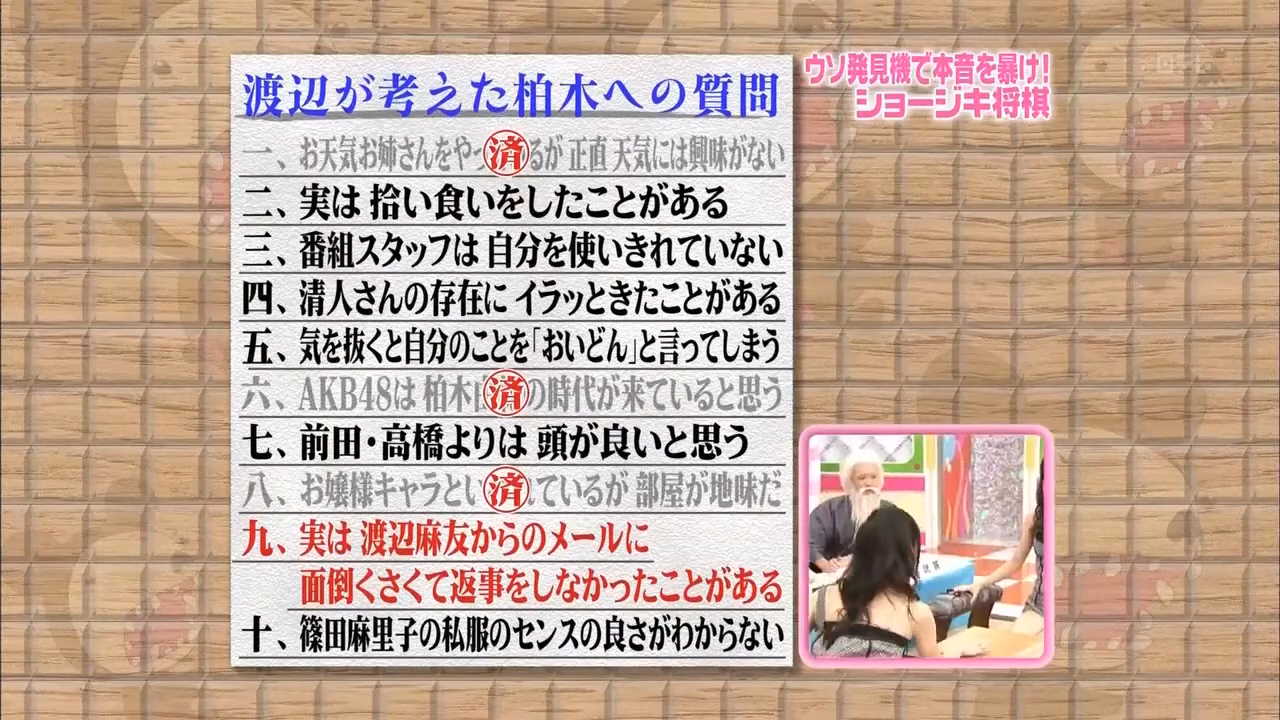 渡辺が考えた柏木への質問
一、お天気お姉さんをやっ 済 るが 正直 天気には興味がない
二、実は 拾い食いをしたことがある
三、番組スタッフは 自分を使いきれていない
四、清人さんの存在に イラッときたことがある
五、気を抜くと自分のことを「おいどん」と言ってしまう
六、AKB48は 柏木 済 の時代が来ていると思う
七、前田・高橋よりは 頭が良いと思う
八、お嬢様キャラとい 済 ているが 部屋が地味だ
九、実は 渡辺麻友からのメールに
面倒くさくて返事をしなかったことがある
十、篠田麻里子の私服のセンスの良さがわからない
ウソ発見機で本音を暴け!
ショージキ将棋